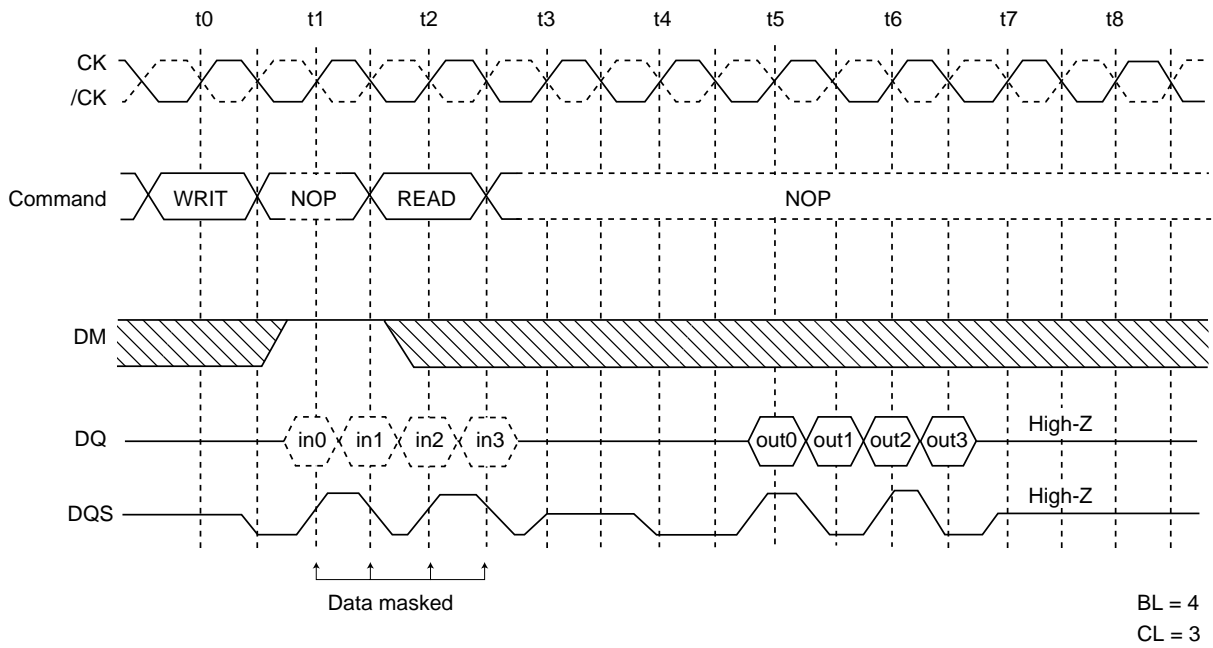 t0 t1 t2 t3 t4 t5 t6 t7 t8
CK
/CK
Command WRIT NOP READ NOP
DM
DQ in0 in1 in2 in3 out0 out1 out2 out3 High-Z
DQS High-Z
Data masked
BL = 4
CL = 3